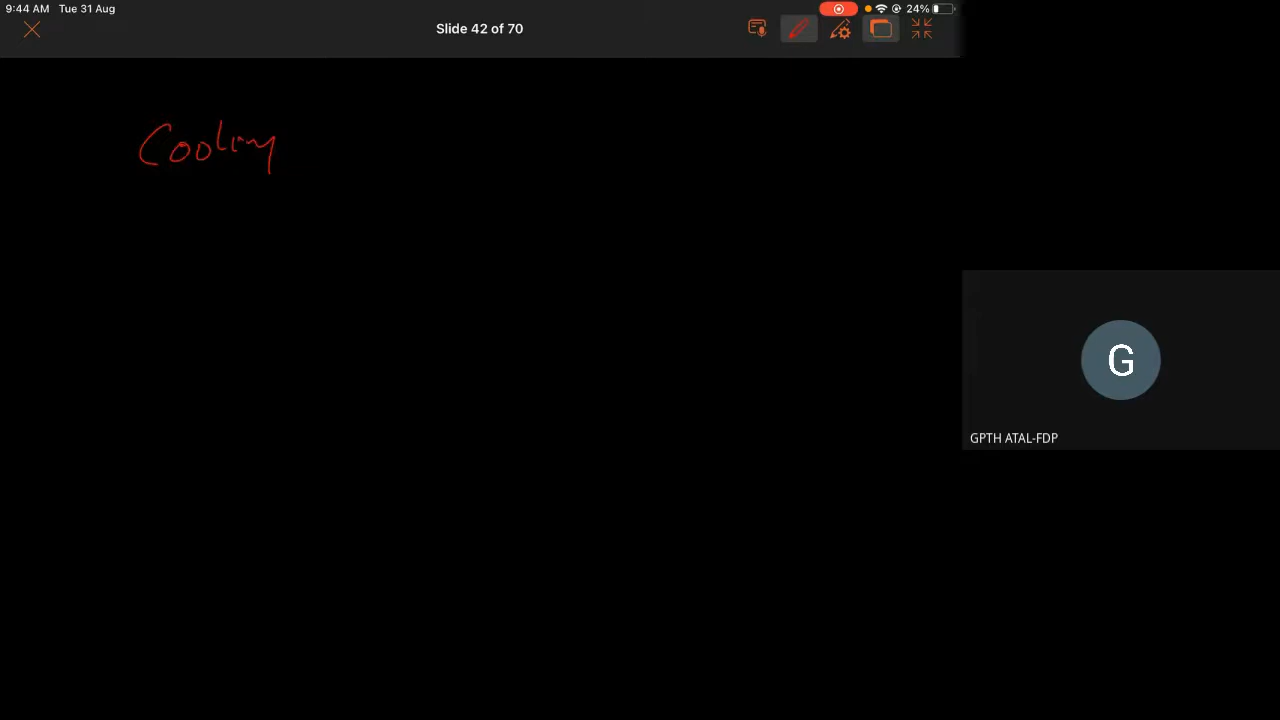 9:44 AM Tue 31 Aug
24%
Slide 42 of 70
Cooling
G
GPTH ATAL-FDP